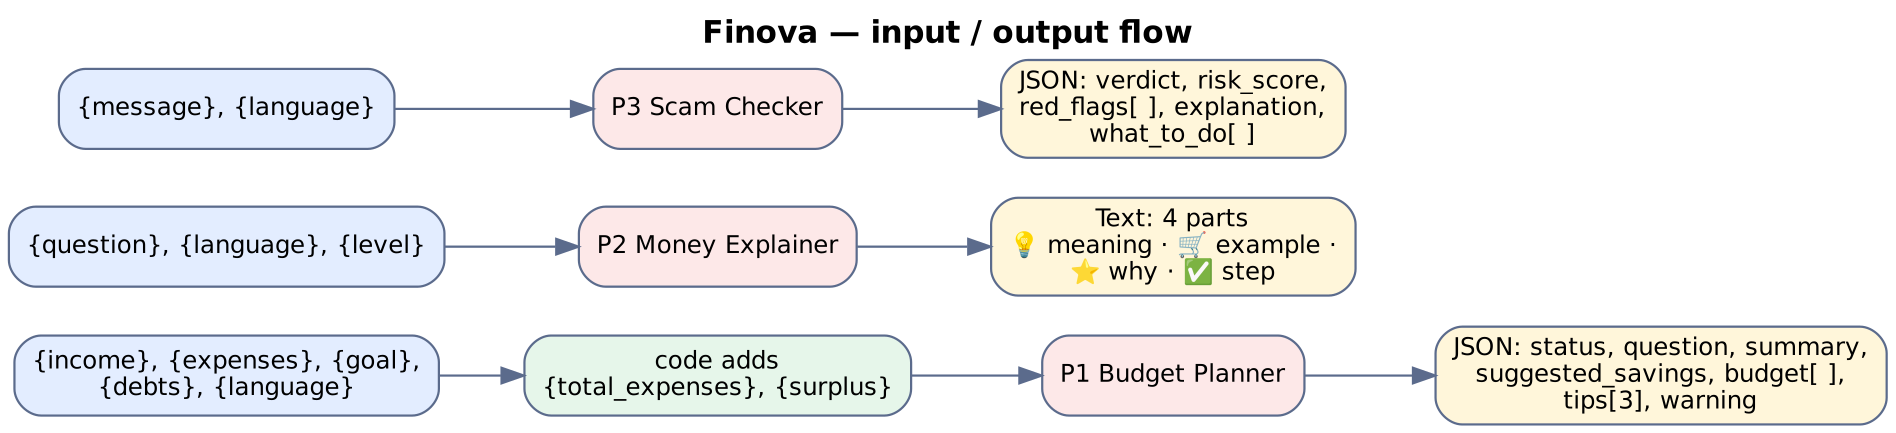 Finova — input / output flow
{message}, {language}
P3 Scam Checker
JSON: verdict, risk_score,
red_flags[ ], explanation,
what_to_do[ ]
{question}, {language}, {level}
P2 Money Explainer
Text: 4 parts
💡 meaning · 🛒 example ·
⭐ why · ✅ step
{income}, {expenses}, {goal},
{debts}, {language}
code adds
{total_expenses}, {surplus}
P1 Budget Planner
JSON: status, question, summary,
suggested_savings, budget[ ],
tips[3], warning